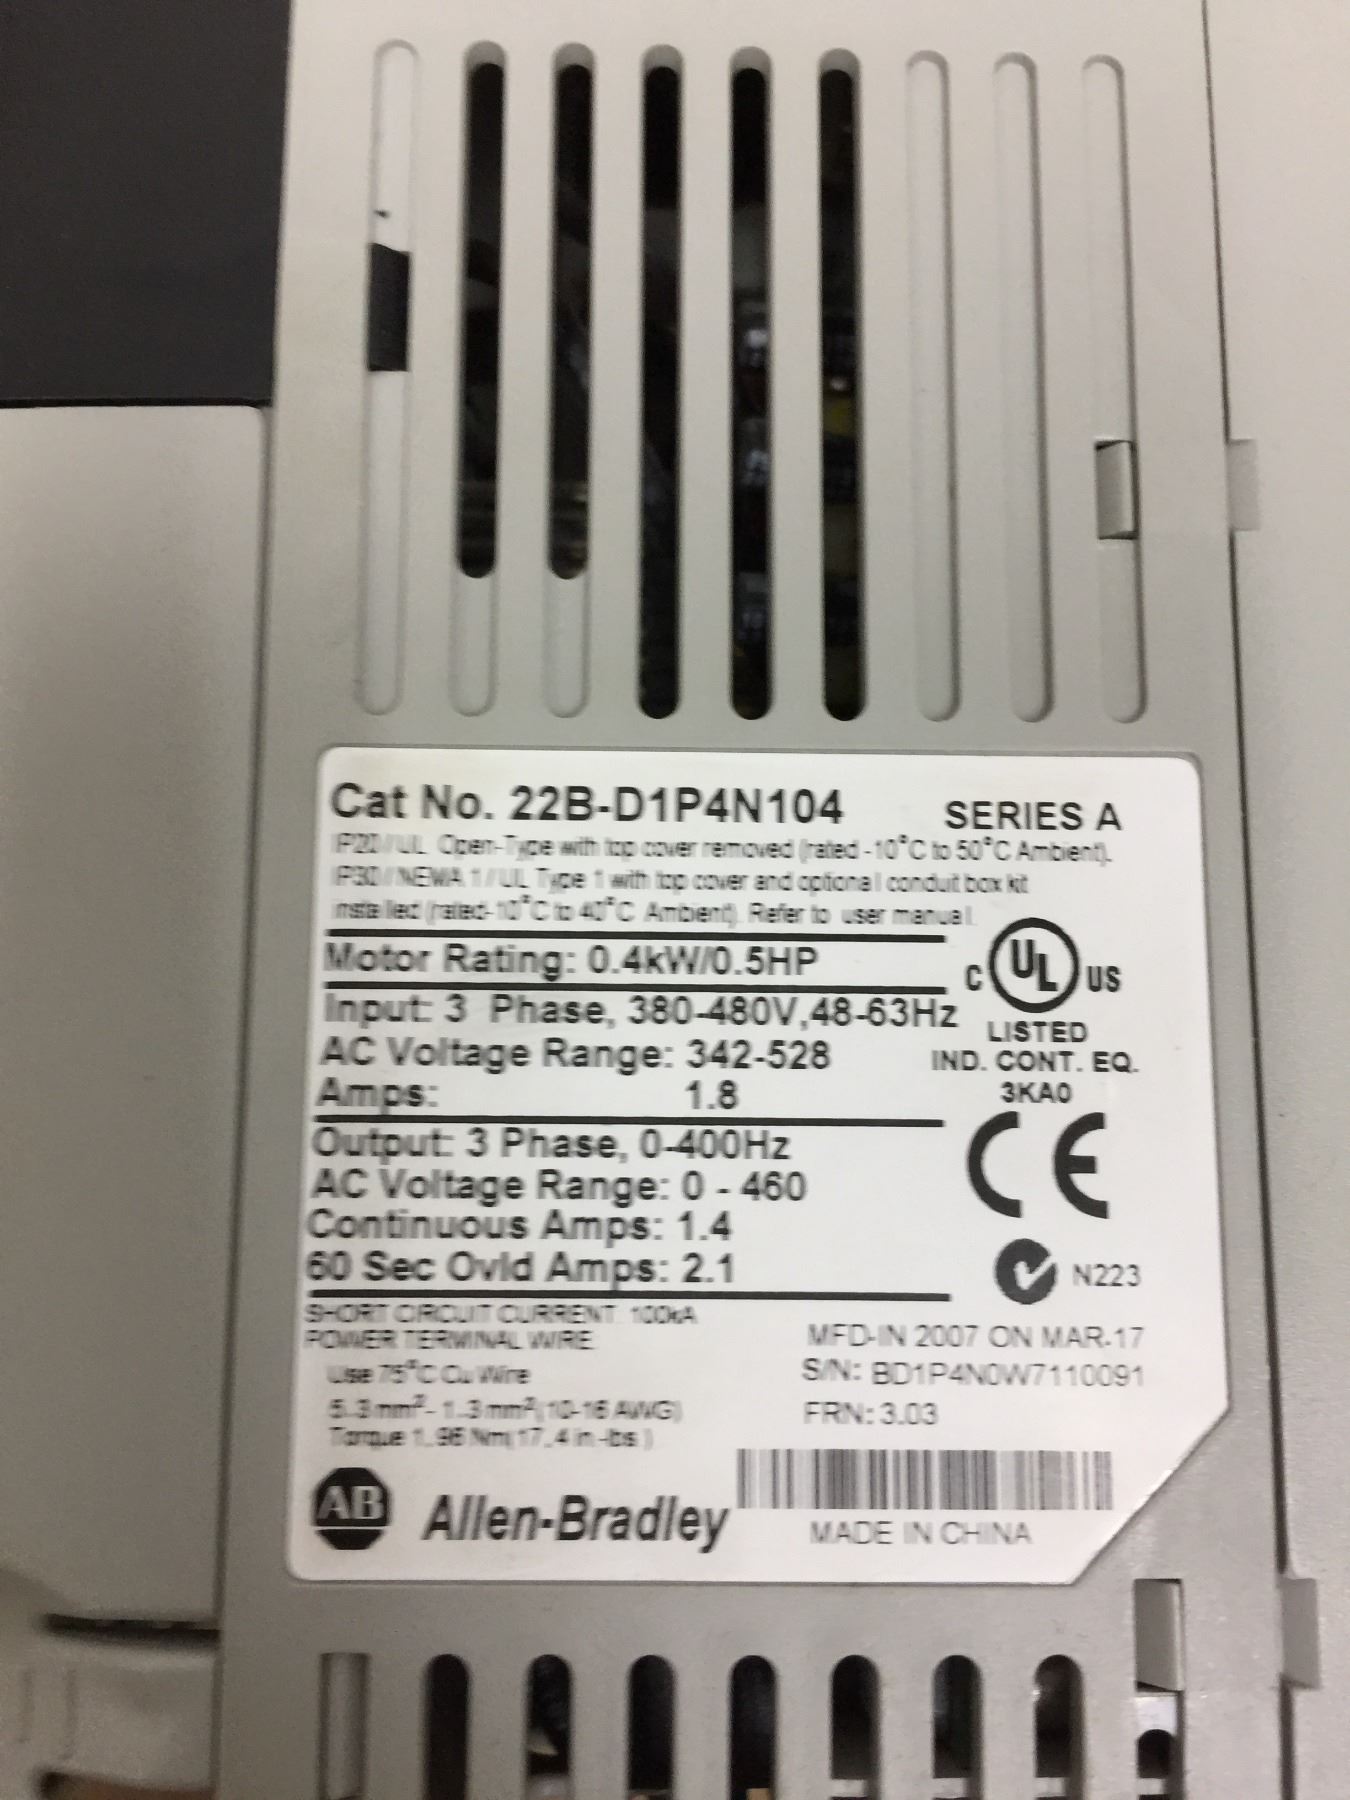 Cat No. 22B-D1P4N104 SERIES A
IP20/UL Open-Type with top cover removed (rated -10°C to 50°C Ambient).
IP30/NEMA 1/UL Type 1 with top cover and optional conduit box kit
installed (rated-10°C to 40°C Ambient). Refer to user manual.
Motor Rating: 0.4kW/0.5HP
Input: 3 Phase, 380-480V,48-63Hz
AC Voltage Range: 342-528
Amps: 1.8
C UL US
LISTED
IND. CONT. EQ.
3KA0
CE
Output: 3 Phase, 0-400Hz
AC Voltage Range: 0 - 460
Continuous Amps: 1.4
60 Sec Ovld Amps: 2.1
N223
SHORT CIRCUIT CURRENT 100kA
POWER TERMINAL WIRE
Use 75°C Cu Wire
5.3mm²-1.3mm²(10-16 AWG)
Torque 1.96 Nm(17.4 in-lbs)
MFD-IN 2007 ON MAR-17
S/N: BD1P4N0W7110091
FRN: 3.03
AB Allen-Bradley
MADE IN CHINA